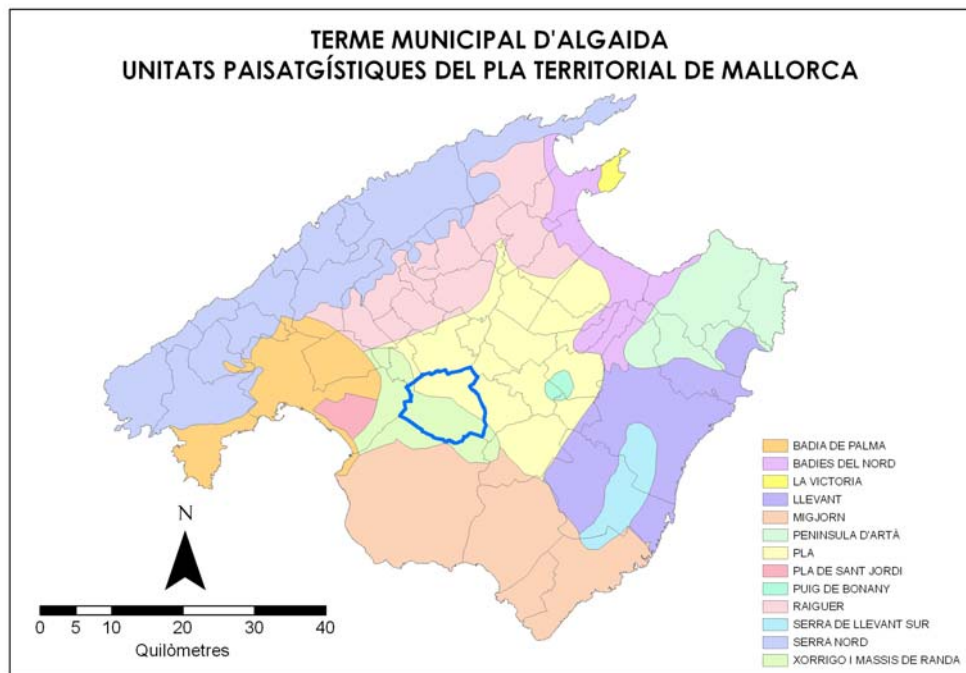 TERME MUNICIPAL D'ALGAIDA
UNITATS PAISATGÍSTIQUES DEL PLA TERRITORIAL DE MALLORCA
BADIA DE PALMA
BADIES DEL NORD
LA VICTORIA
LLEVANT
MIGJORN
PENINSULA D'ARTÀ
PLA
PLA DE SANT JORDI
PUIG DE BONANY
RAIGUER
SERRA DE LLEVANT SUR
SERRA NORD
XORRIGO I MASSIS DE RANDA
N
0 5 10 20 30 40
Quilòmetres